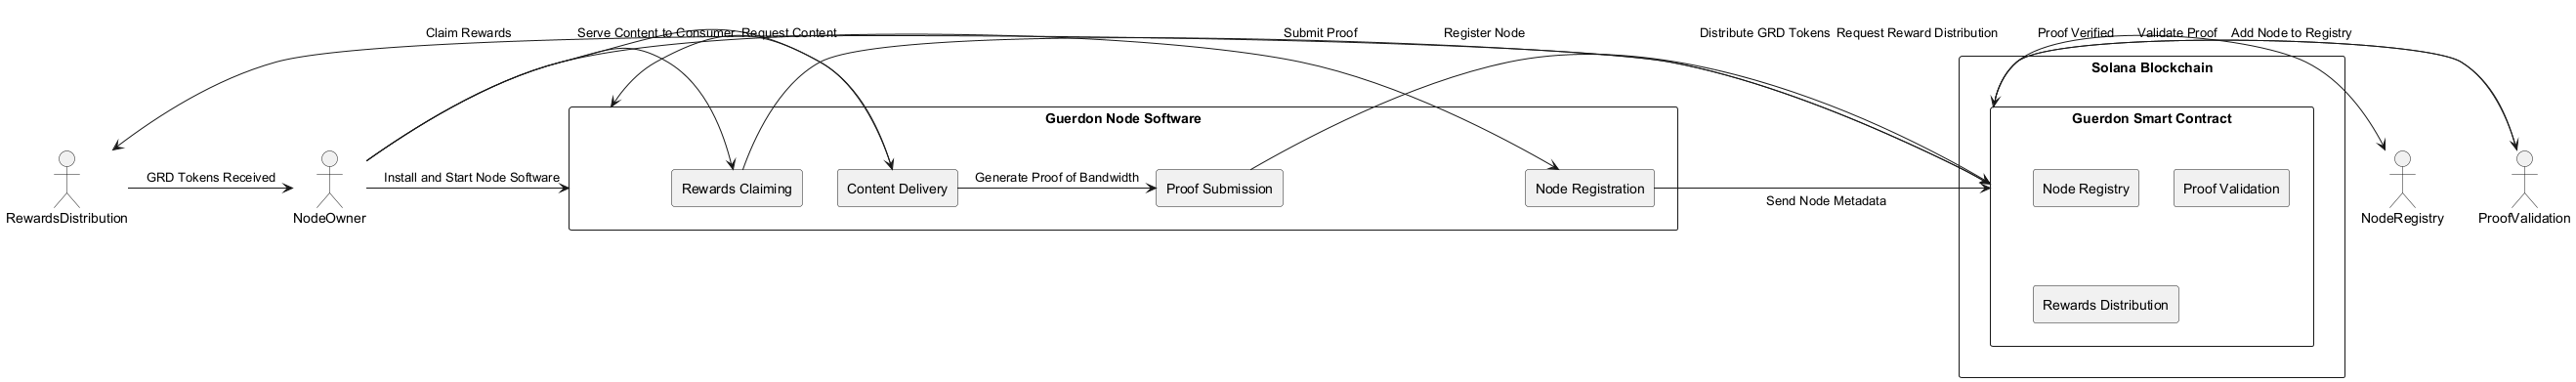 Claim Rewards
Serve Content to Consumer
Request Content
Submit Proof
Register Node
Distribute GRD Tokens
Request Reward Distribution
Proof Verified
Validate Proof
Add Node to Registry
Solana Blockchain
Guerdon Node Software
Guerdon Smart Contract
GRD Tokens Received
Install and Start Node Software
Rewards Claiming
Content Delivery
Generate Proof of Bandwidth
Proof Submission
Node Registration
Send Node Metadata
Node Registry
Proof Validation
RewardsDistribution
NodeOwner
NodeRegistry
ProofValidation
Rewards Distribution